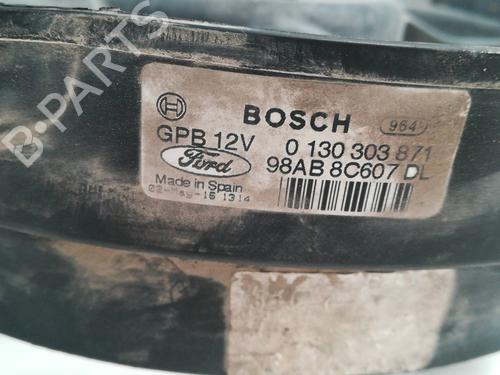 B-PARTS
BOSCH 964
GPB 12V 0 130 303 871
Ford 98AB 8C607 DL
Made in Spain